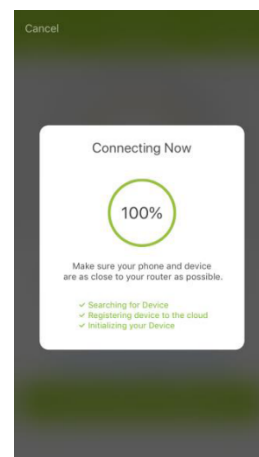 Cancel
Connecting Now
100%
Make sure your phone and device
are as close to your router as possible.
✓ Searching for Device
✓ Registering device to the cloud
✓ Initializing your Device